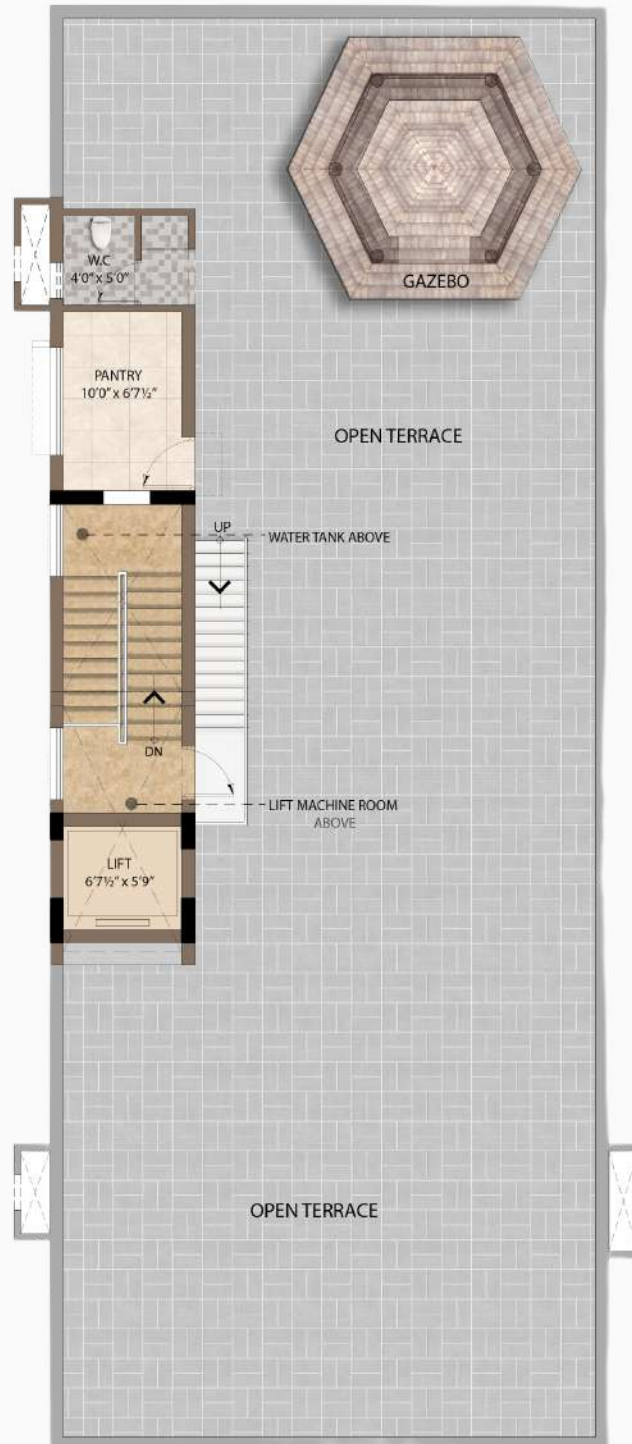 GAZEBO
W.C
4'0" x 5'0"
PANTRY
10'0" x 6'7½"
OPEN TERRACE
UP
WATER TANK ABOVE
DN
LIFT MACHINE ROOM
ABOVE
LIFT
6'7½" x 5'9"
OPEN TERRACE